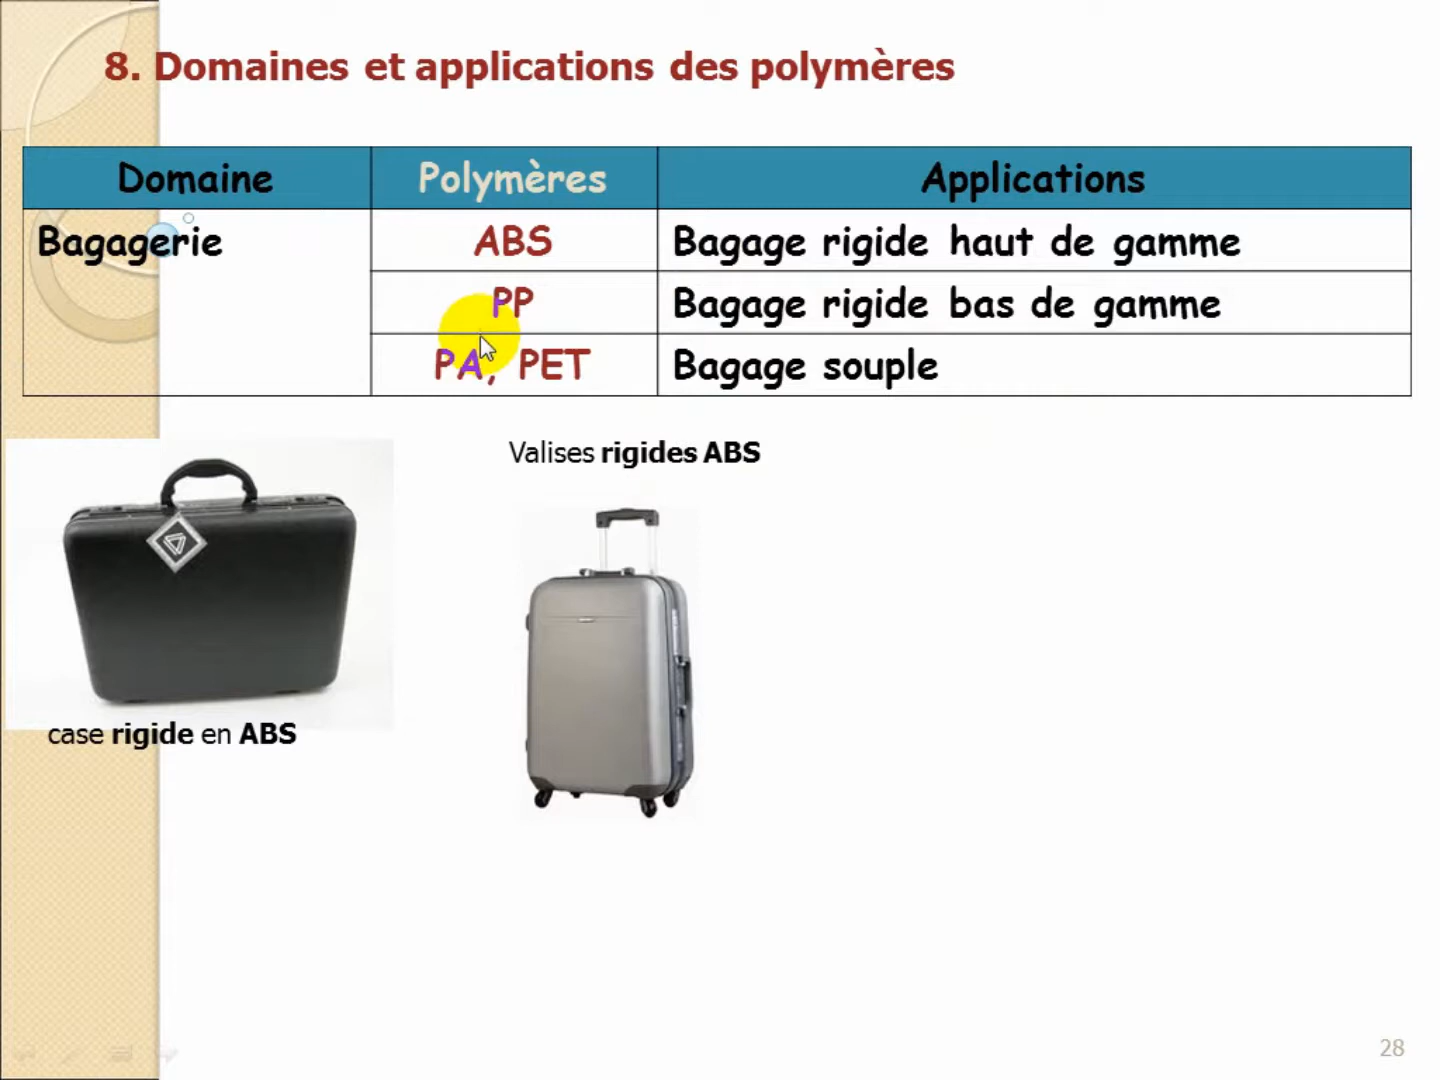 8. Domaines et applications des polymères
Domaine Polymères Applications
Bagagerie ABS Bagage rigide haut de gamme
PP Bagage rigide bas de gamme
PA, PET Bagage souple
Valises rigides ABS
case rigide en ABS
28